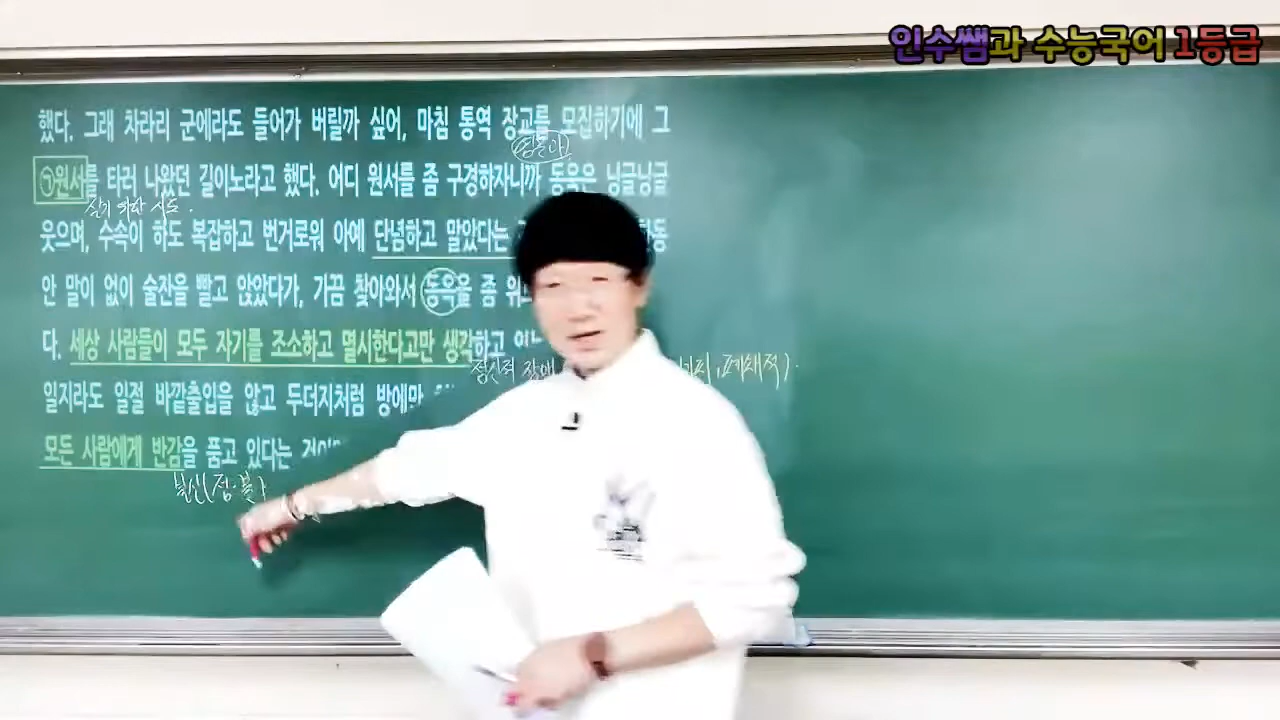 인수쌤과 수능국어 1등급
했다. 그래 차라리 군에라도 들어가 버릴까 싶어, 마침 통역 장교를 모집하기에 그
㉠원서를 타러 나왔던 길이노라고 했다. 어디 원서를 좀 구경하자니까 동욱은 닝글닝글
살기 위한 시도.
웃으며, 수속이 하도 복잡하고 번거로워 아예 단념하고 말았다는
안 말이 없이 술잔을 빨고 앉았다가, 가끔 찾아와서 동옥을 좀
다. 세상 사람들이 모두 자기를 조소하고 멸시한다고만 생각하고
일지라도 일절 바깥출입을 않고 두더지처럼 방에만
모든 사람에게 반감을 품고 있다는